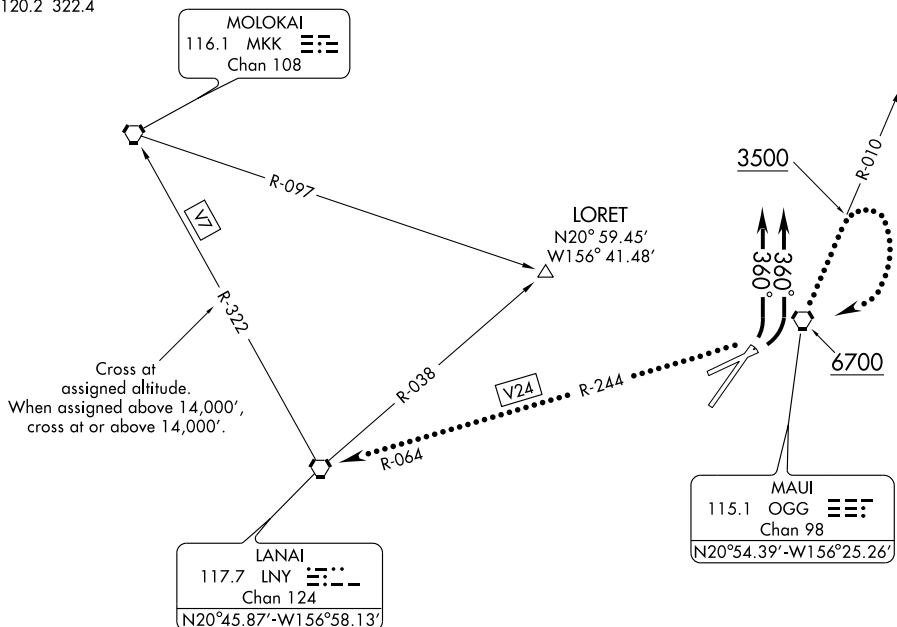 120.2 322.4
MOLOKAI
116.1 MKK
Chan 108
3500
R-010
R-097
V7
LORET
N20° 59.45'
W156° 41.48'
360°
360°
R-322
6700
Cross at
assigned altitude.
When assigned above 14,000',
cross at or above 14,000'.
R-038
V24
R-244
R-064
MAUI
115.1 OGG
Chan 98
N20°54.39'-W156°25.26'
LANAI
117.7 LNY
Chan 124
N20°45.87'-W156°58.13'